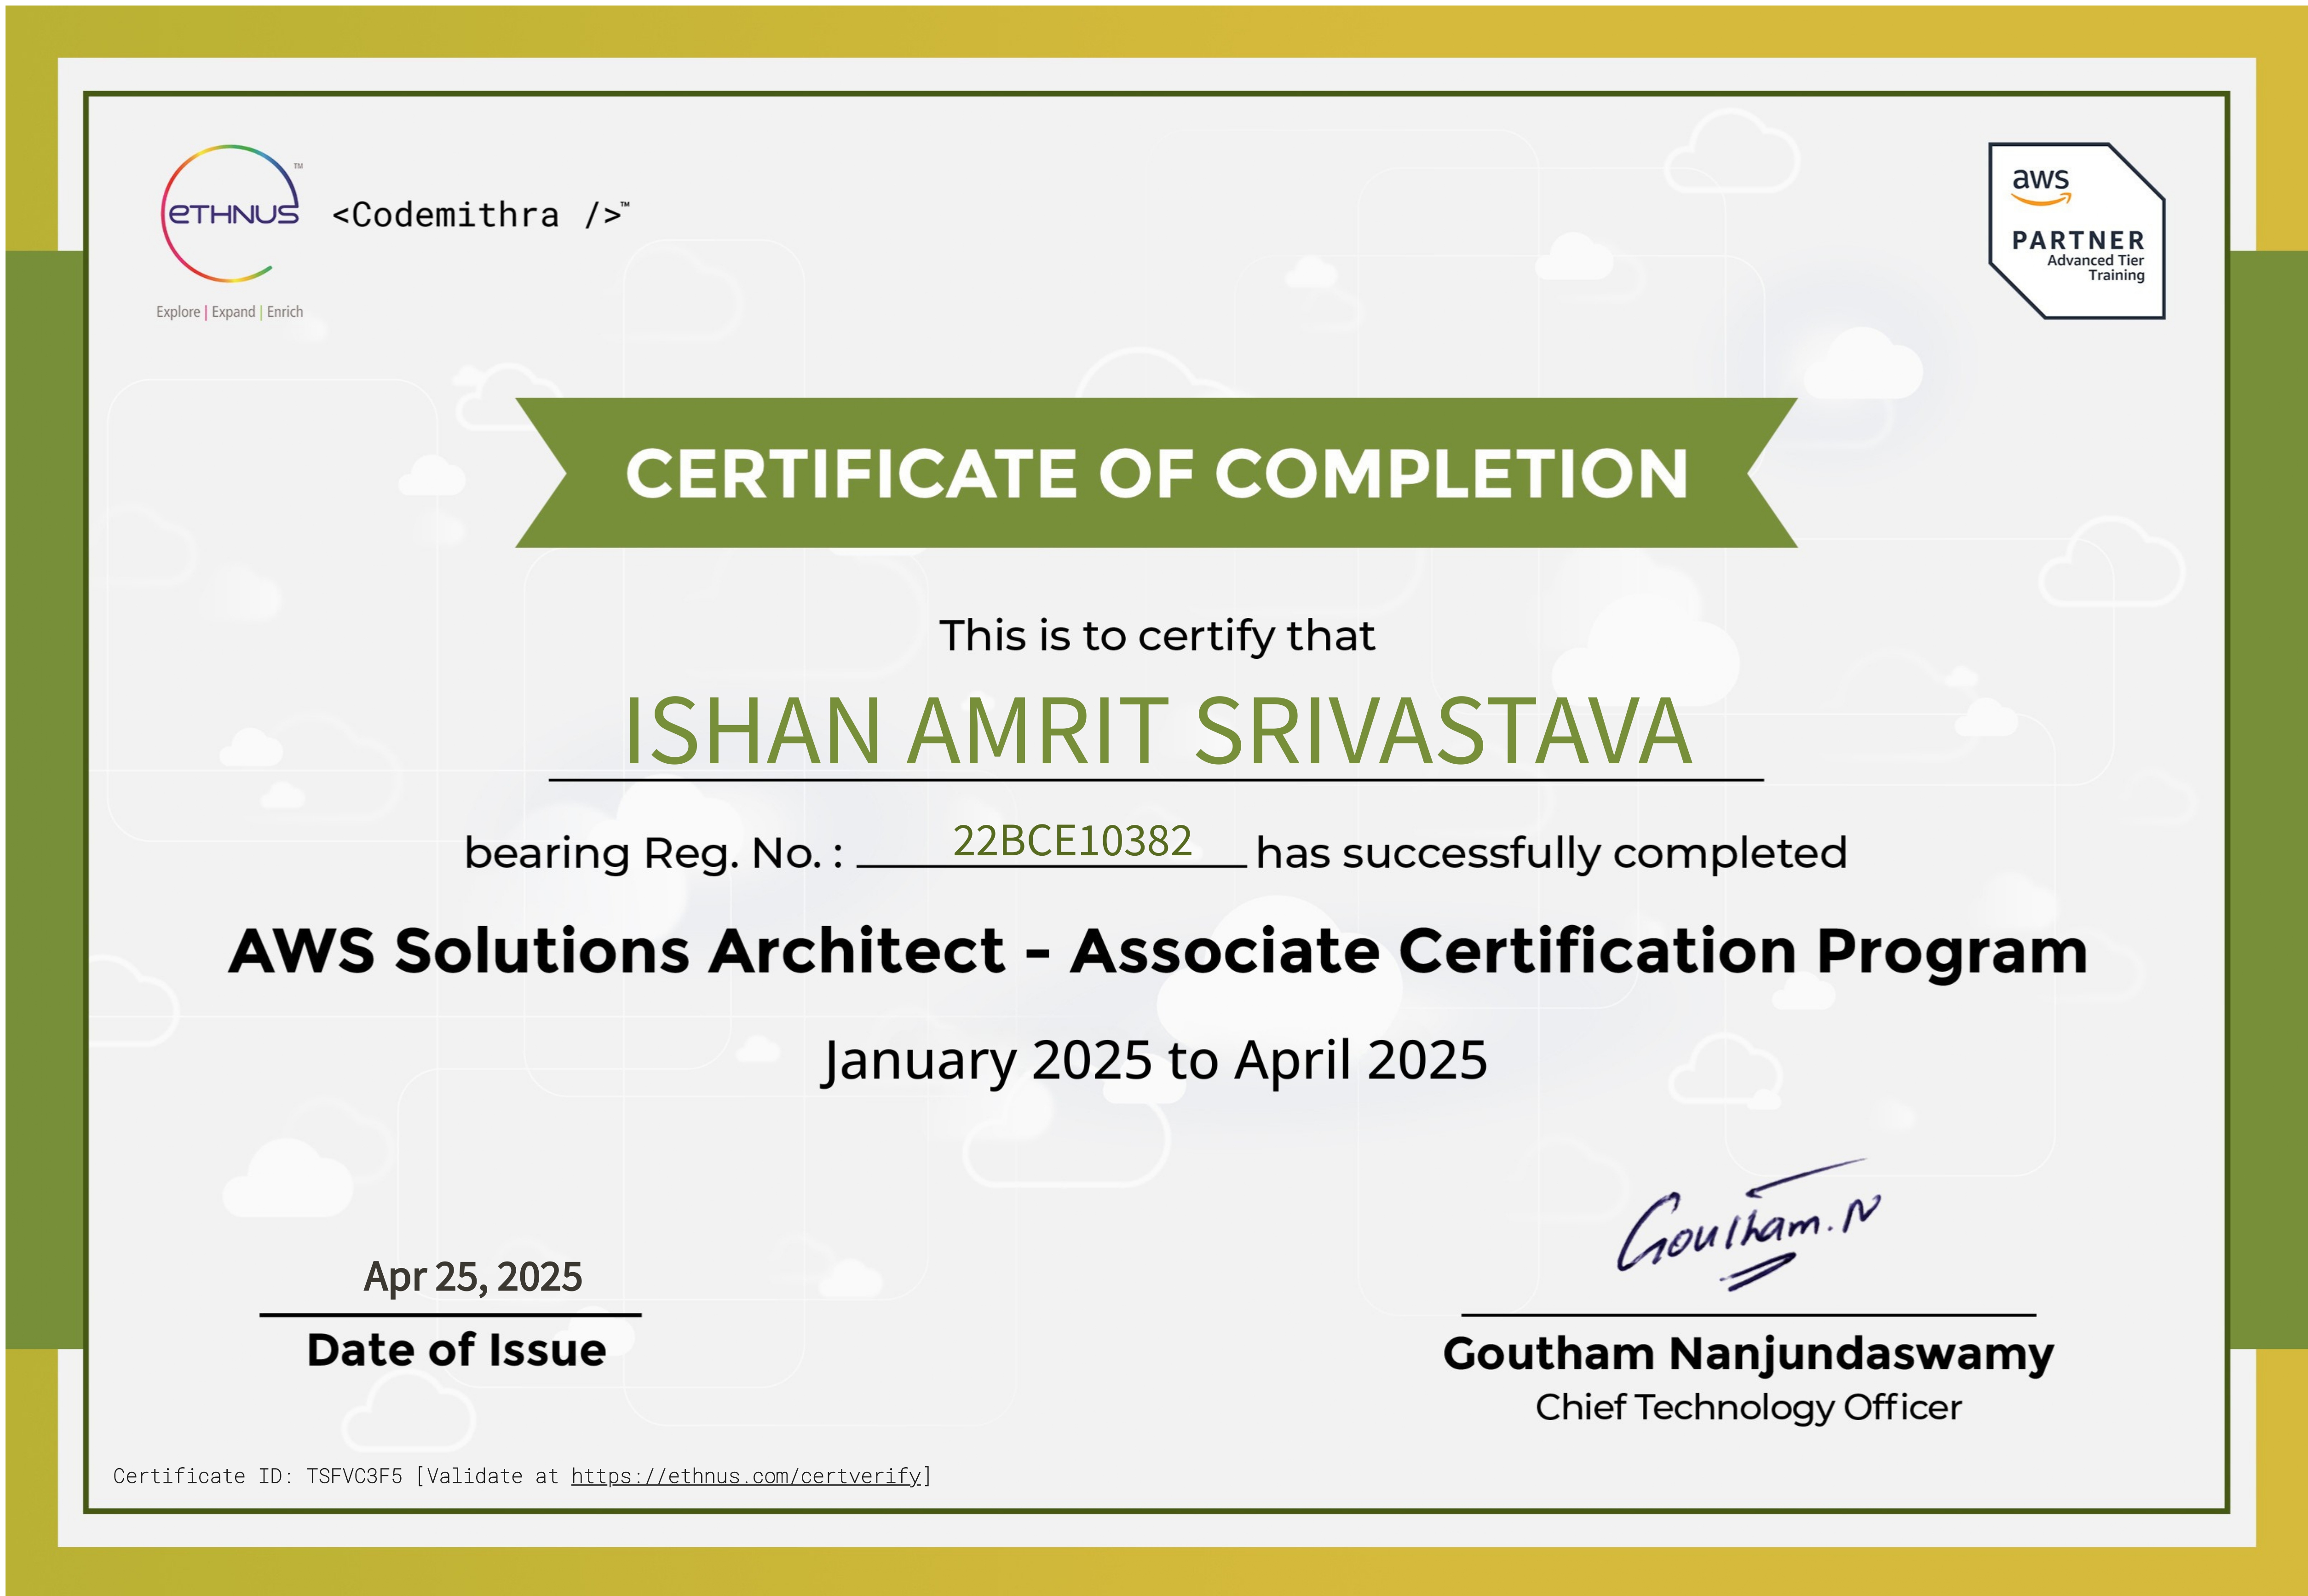 eTHNUS™
<Codemithra />™
Explore | Expand | Enrich
aws
PARTNER
Advanced Tier
Training
CERTIFICATE OF COMPLETION
This is to certify that
ISHAN AMRIT SRIVASTAVA
bearing Reg. No. : 22BCE10382 has successfully completed
AWS Solutions Architect - Associate Certification Program
January 2025 to April 2025
Goutham.N
Apr 25, 2025
Date of Issue
Goutham Nanjundaswamy
Chief Technology Officer
Certificate ID: TSFVC3F5 [Validate at https://ethnus.com/certverify]